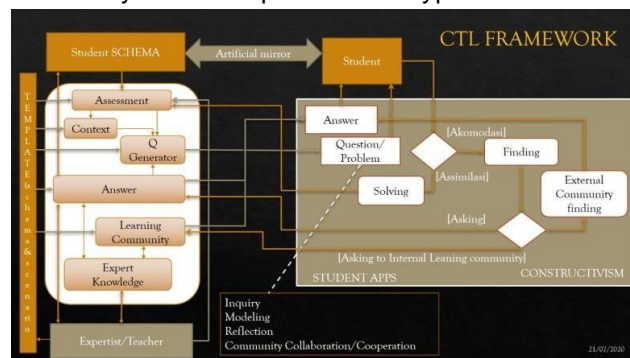 CTL FRAMEWORK
Student SCHEMA
Artificial mirror
Student
TEMPLATE(schema&scenario
Assessment
Context
Q
Generator
Answer
Learning
Community
Expert
Knowledge
Expertist/Teacher
Answer
Question/
Problem
[Akomodasi]
Finding
[Assimilasi]
Solving
External
Community
finding
[Asking]
[Asking to Internal Leaning community]
STUDENT APPS
CONSTRUCTIVISM
Inquiry
Modeling
Reflection
Community Collaboration/Cooperation
21/07/2020